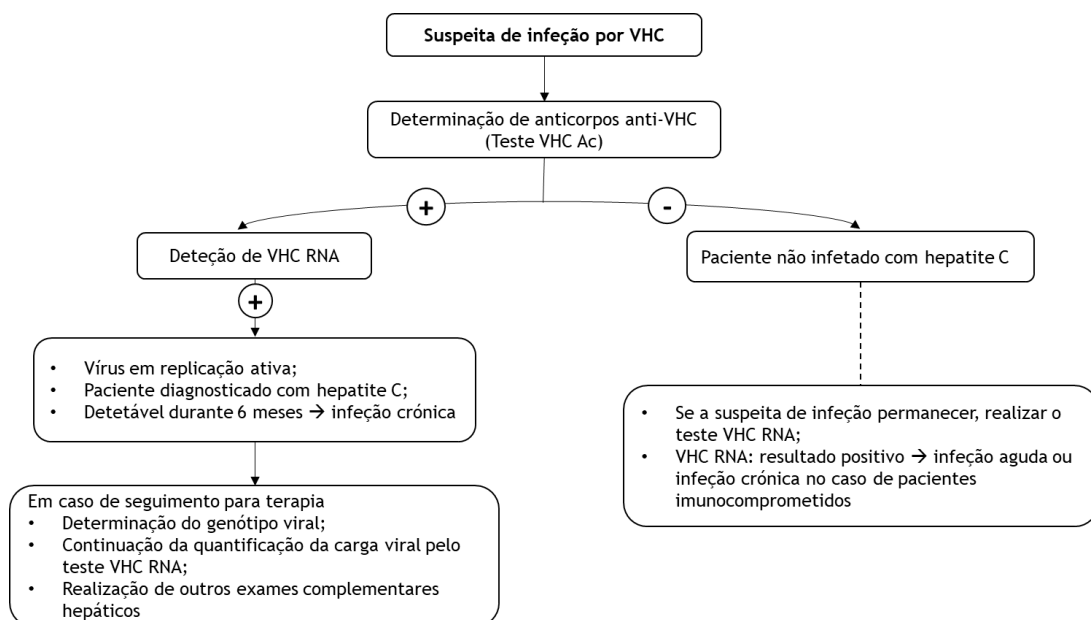 Suspeita de infeção por VHC
Determinação de anticorpos anti-VHC
(Teste VHC Ac)
+
-
Deteção de VHC RNA
Paciente não infetado com hepatite C
+
• Vírus em replicação ativa;
• Paciente diagnosticado com hepatite C;
• Detetável durante 6 meses → infeção crónica
• Se a suspeita de infeção permanecer, realizar o
teste VHC RNA;
• VHC RNA: resultado positivo → infeção aguda ou
infeção crónica no caso de pacientes
imunocomprometidos
Em caso de seguimento para terapia
• Determinação do genótipo viral;
• Continuação da quantificação da carga viral pelo
teste VHC RNA;
• Realização de outros exames complementares
hepáticos